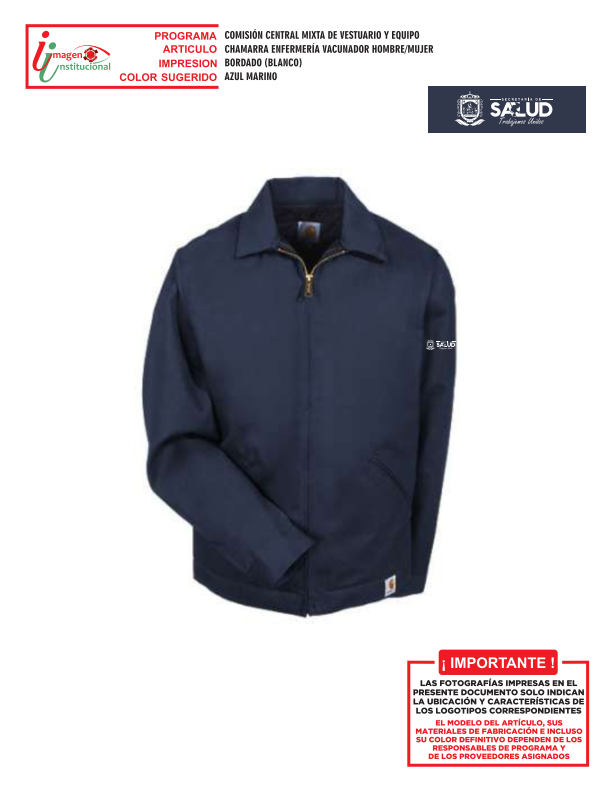 imagen
institucional
PROGRAMA COMISIÓN CENTRAL MIXTA DE VESTUARIO Y EQUIPO
ARTICULO CHAMARRA ENFERMERÍA VACUNADOR HOMBRE/MUJER
IMPRESION BORDADO (BLANCO)
COLOR SUGERIDO AZUL MARINO
SECRETARÍA DE
SALUD
Trabajemos Unidos
SALUD
¡ IMPORTANTE !
LAS FOTOGRAFÍAS IMPRESAS EN EL
PRESENTE DOCUMENTO SOLO INDICAN
LA UBICACIÓN Y CARACTERÍSTICAS DE
LOS LOGOTIPOS CORRESPONDIENTES
EL MODELO DEL ARTÍCULO, SUS
MATERIALES DE FABRICACIÓN E INCLUSO
SU COLOR DEFINITIVO DEPENDEN DE LOS
RESPONSABLES DE PROGRAMA Y
DE LOS PROVEEDORES ASIGNADOS